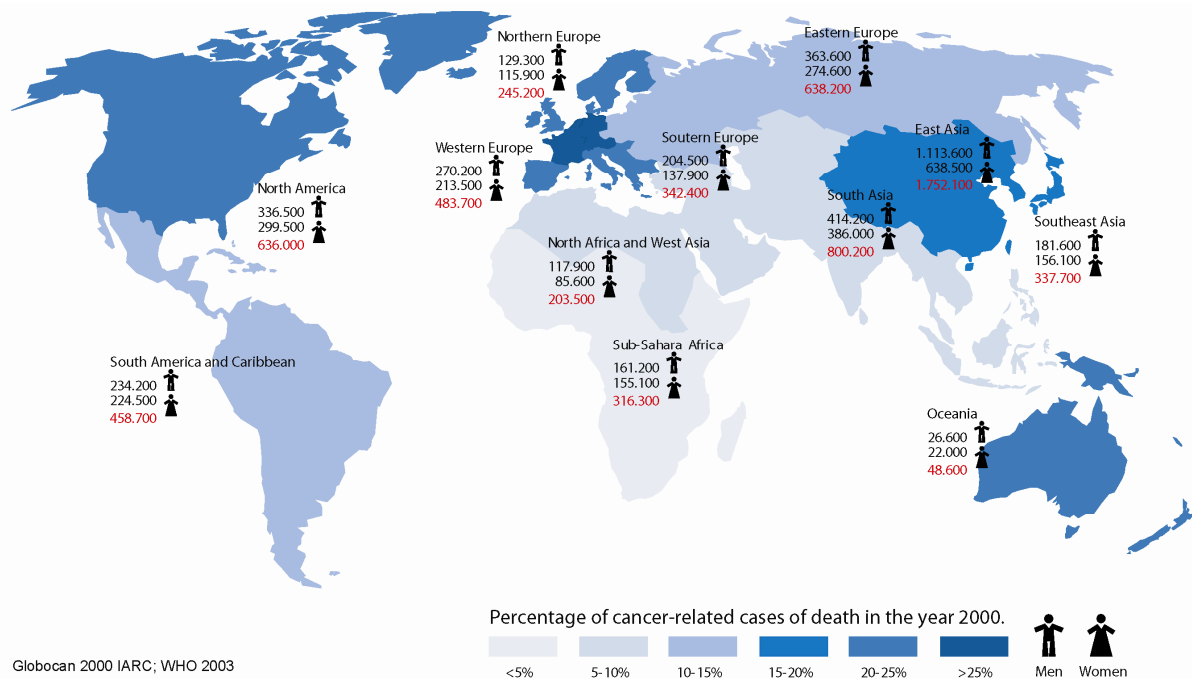 Northern Europe
129.300
115.900
245.200
Eastern Europe
363.600
274.600
638.200
Western Europe
270.200
213.500
483.700
Soutern Europe
204.500
137.900
342.400
East Asia
1.113.600
638.500
1.752.100
North America
336.500
299.500
636.000
South Asia
414.200
386.000
800.200
Southeast Asia
181.600
156.100
337.700
North Africa and West Asia
117.900
85.600
203.500
Sub-Sahara Africa
161.200
155.100
316.300
South America and Caribbean
234.200
224.500
458.700
Oceania
26.600
22.000
48.600
Percentage of cancer-related cases of death in the year 2000.
<5%
5-10%
10-15%
15-20%
20-25%
>25%
Men
Women
Globocan 2000 IARC; WHO 2003